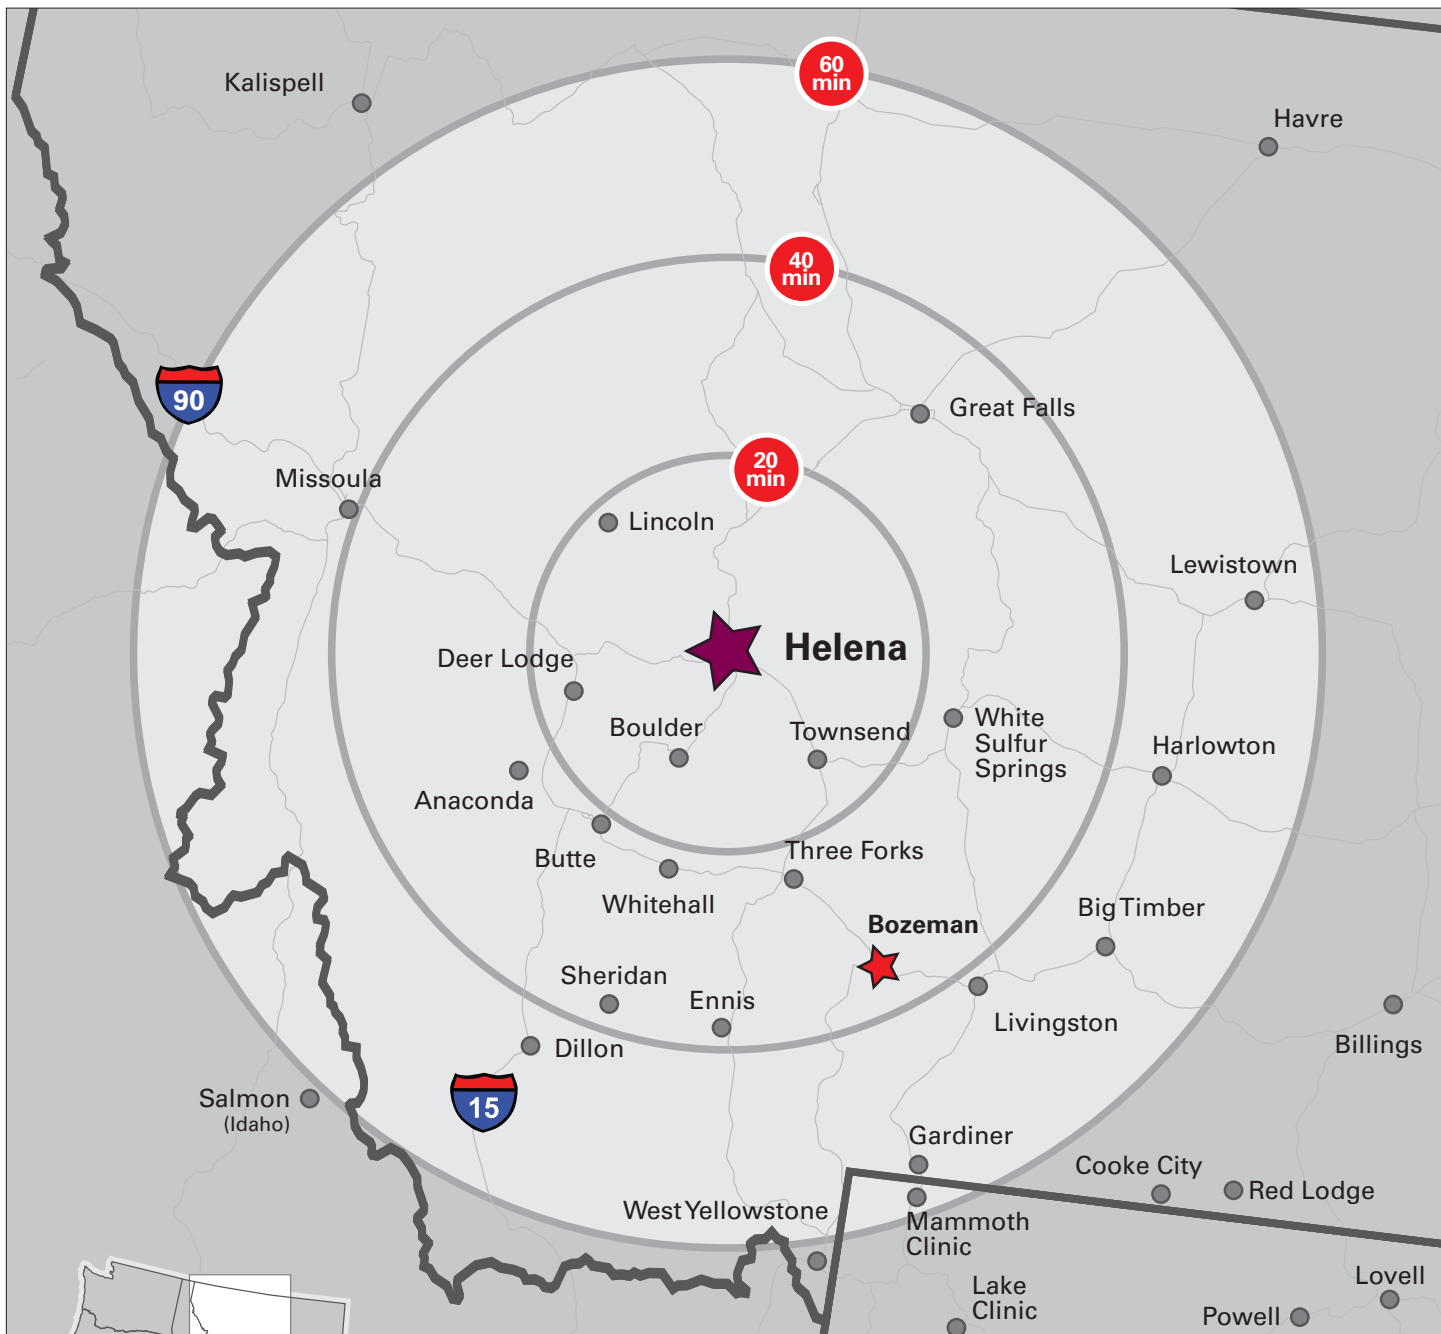 60
min
Kalispell
Havre
40
min
90
Great Falls
20
min
Missoula
Lincoln
Lewistown
Helena
Deer Lodge
Boulder
Townsend
White
Sulfur
Springs
Harlowton
Anaconda
Butte
Three Forks
Whitehall
Big Timber
Bozeman
Sheridan
Ennis
Livingston
Dillon
Billings
Salmon
(Idaho)
15
Gardiner
Cooke City
Red Lodge
West Yellowstone
Mammoth
Clinic
Lake
Clinic
Lovell
Powell